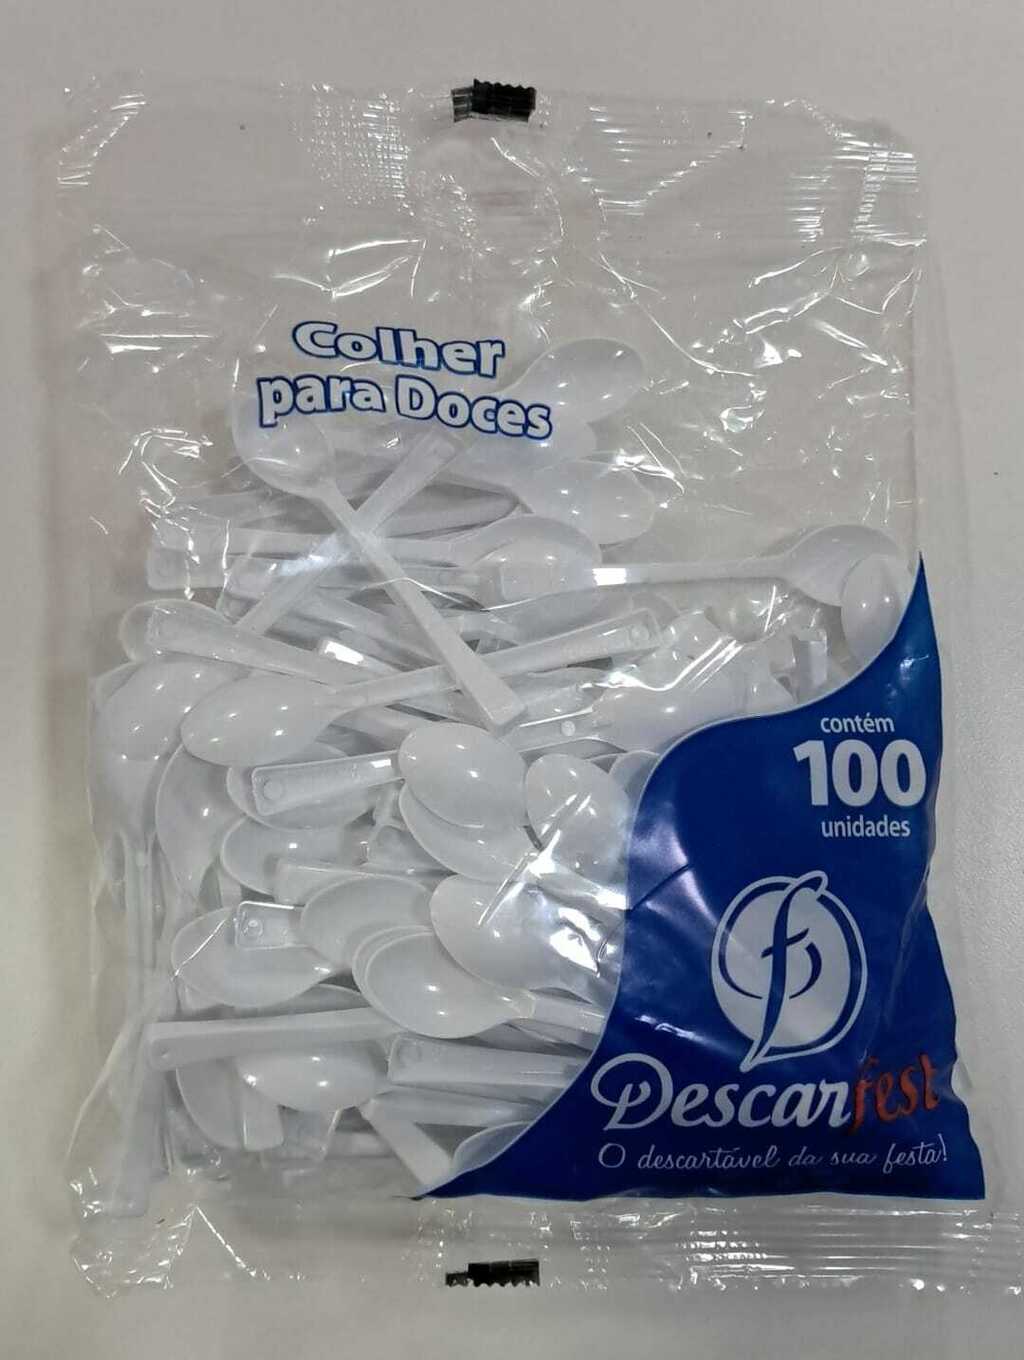 Colher
para Doces
contém
100
unidades
Descarfest
O descartável da sua festa!